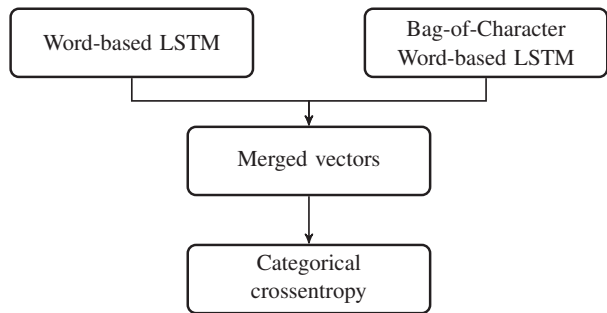 Word-based LSTM
Bag-of-Character
Word-based LSTM
Merged vectors
Categorical
crossentropy